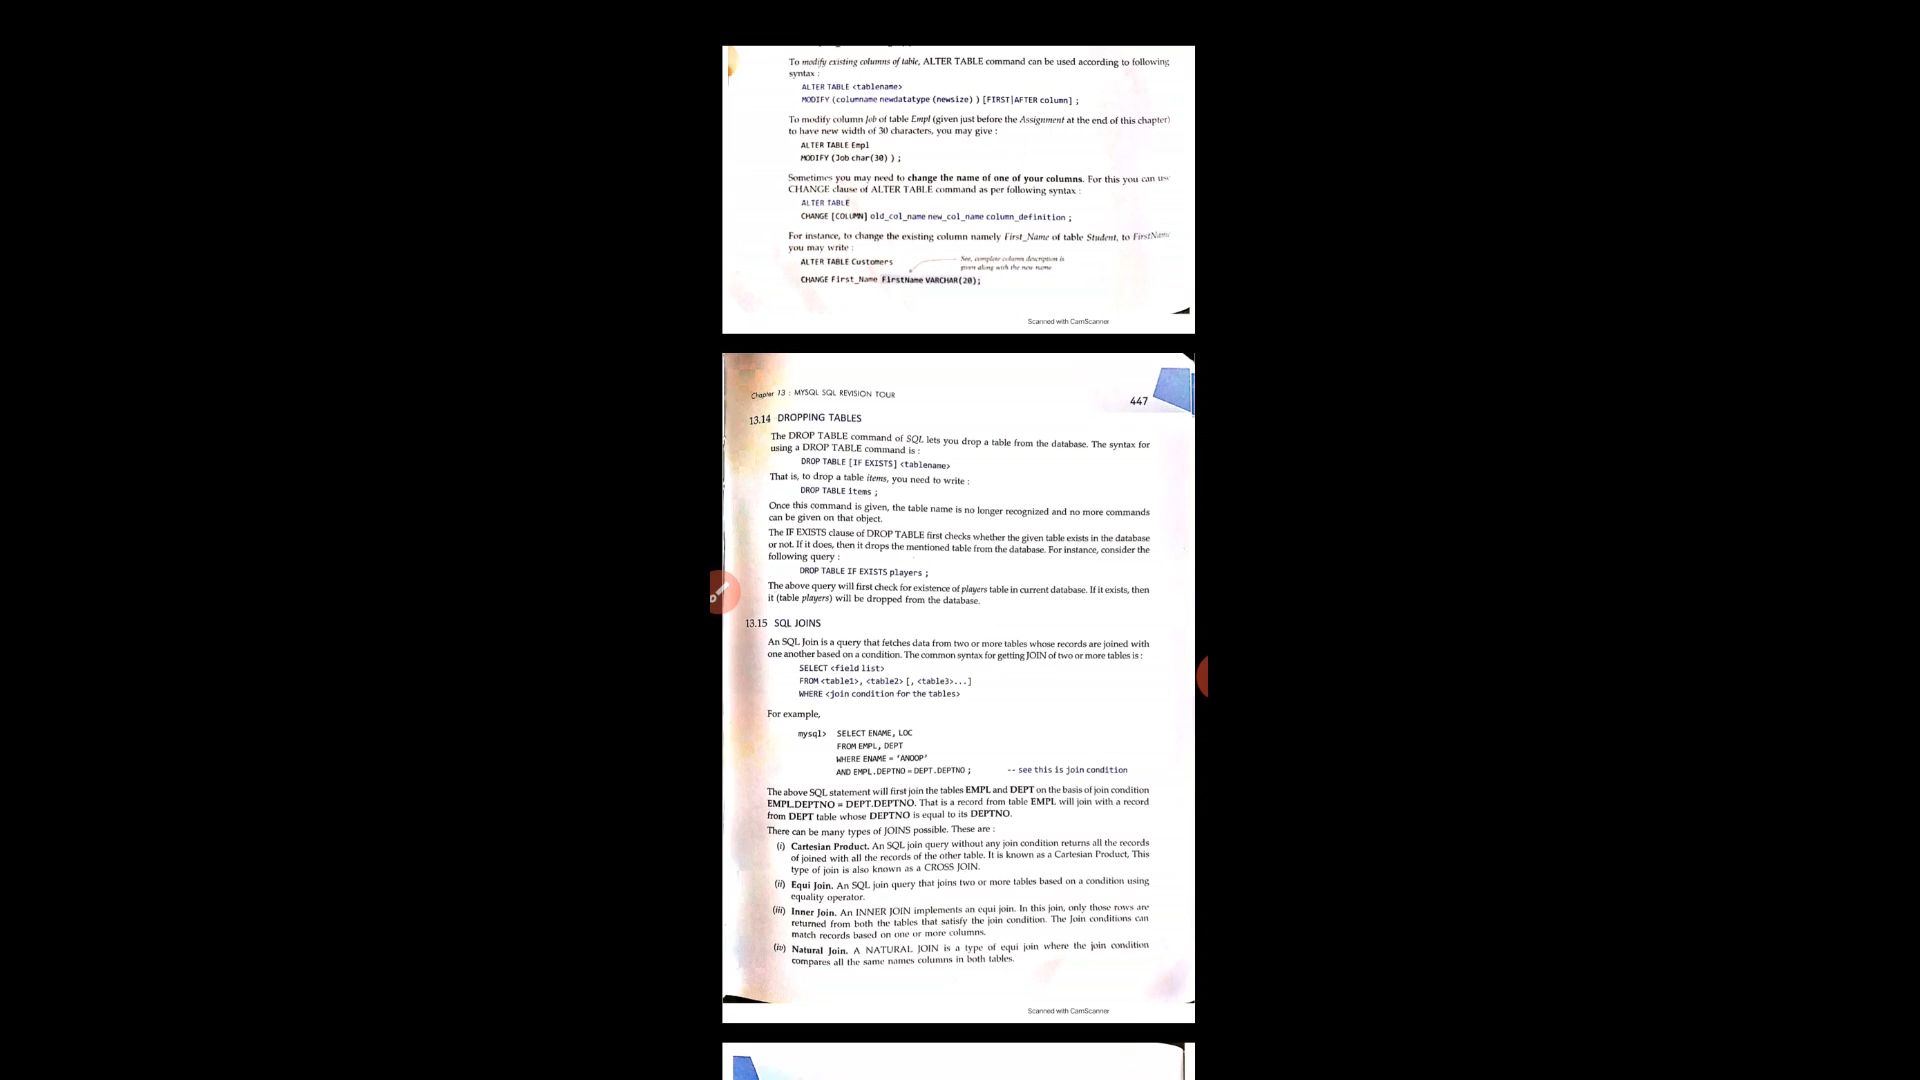 To modify existing columns of table, ALTER TABLE command can be used according to following
syntax :
ALTER TABLE <tablename>
MODIFY (columname newdatatype (newsize) ) [FIRST|AFTER column] ;
To modify column Job of table Empl (given just before the Assignment at the end of this chapter)
to have new width of 30 characters, you may give :
ALTER TABLE Empl
MODIFY (Job char(30) ) ;
Sometimes you may need to change the name of one of your columns. For this you can use
CHANGE clause of ALTER TABLE command as per following syntax :
ALTER TABLE
CHANGE [COLUMN] old_col_name new_col_name column_definition ;
For instance, to change the existing column namely First_Name of table Student, to FirstName
you may write :
ALTER TABLE Customers
See, complete column description is
given along with the new name
CHANGE First_Name FirstName VARCHAR(20);
Scanned with CamScanner
Chapter 13 : MYSQL SQL REVISION TOUR
447
13.14 DROPPING TABLES
The DROP TABLE command of SQL lets you drop a table from the database. The syntax for
using a DROP TABLE command is :
DROP TABLE [IF EXISTS] <tablename>
That is, to drop a table items, you need to write :
DROP TABLE items ;
Once this command is given, the table name is no longer recognized and no more commands
can be given on that object.
The IF EXISTS clause of DROP TABLE first checks whether the given table exists in the database
or not. If it does, then it drops the mentioned table from the database. For instance, consider the
following query :
DROP TABLE IF EXISTS players ;
The above query will first check for existence of players table in current database. If it exists, then
it (table players) will be dropped from the database.
13.15 SQL JOINS
An SQL Join is a query that fetches data from two or more tables whose records are joined with
one another based on a condition. The common syntax for getting JOIN of two or more tables is :
SELECT <field list>
FROM <table1>, <table2> [, <table3>...]
WHERE <join condition for the tables>
For example,
mysql> SELECT ENAME, LOC
FROM EMPL, DEPT
WHERE ENAME = 'ANOOP'
AND EMPL.DEPTNO = DEPT.DEPTNO ; -- see this is join condition
The above SQL statement will first join the tables EMPL and DEPT on the basis of join condition
EMPL.DEPTNO = DEPT.DEPTNO. That is a record from table EMPL will join with a record
from DEPT table whose DEPTNO is equal to its DEPTNO.
There can be many types of JOINS possible. These are :
(i) Cartesian Product. An SQL join query without any join condition returns all the records
of joined with all the records of the other table. It is known as a Cartesian Product, This
type of join is also known as a CROSS JOIN.
(ii) Equi Join. An SQL join query that joins two or more tables based on a condition using
equality operator.
(iii) Inner Join. An INNER JOIN implements an equi join. In this join, only those rows are
returned from both the tables that satisfy the join condition. The Join conditions can
match records based on one or more columns.
(iv) Natural Join. A NATURAL JOIN is a type of equi join where the join condition
compares all the same names columns in both tables.
Scanned with CamScanner